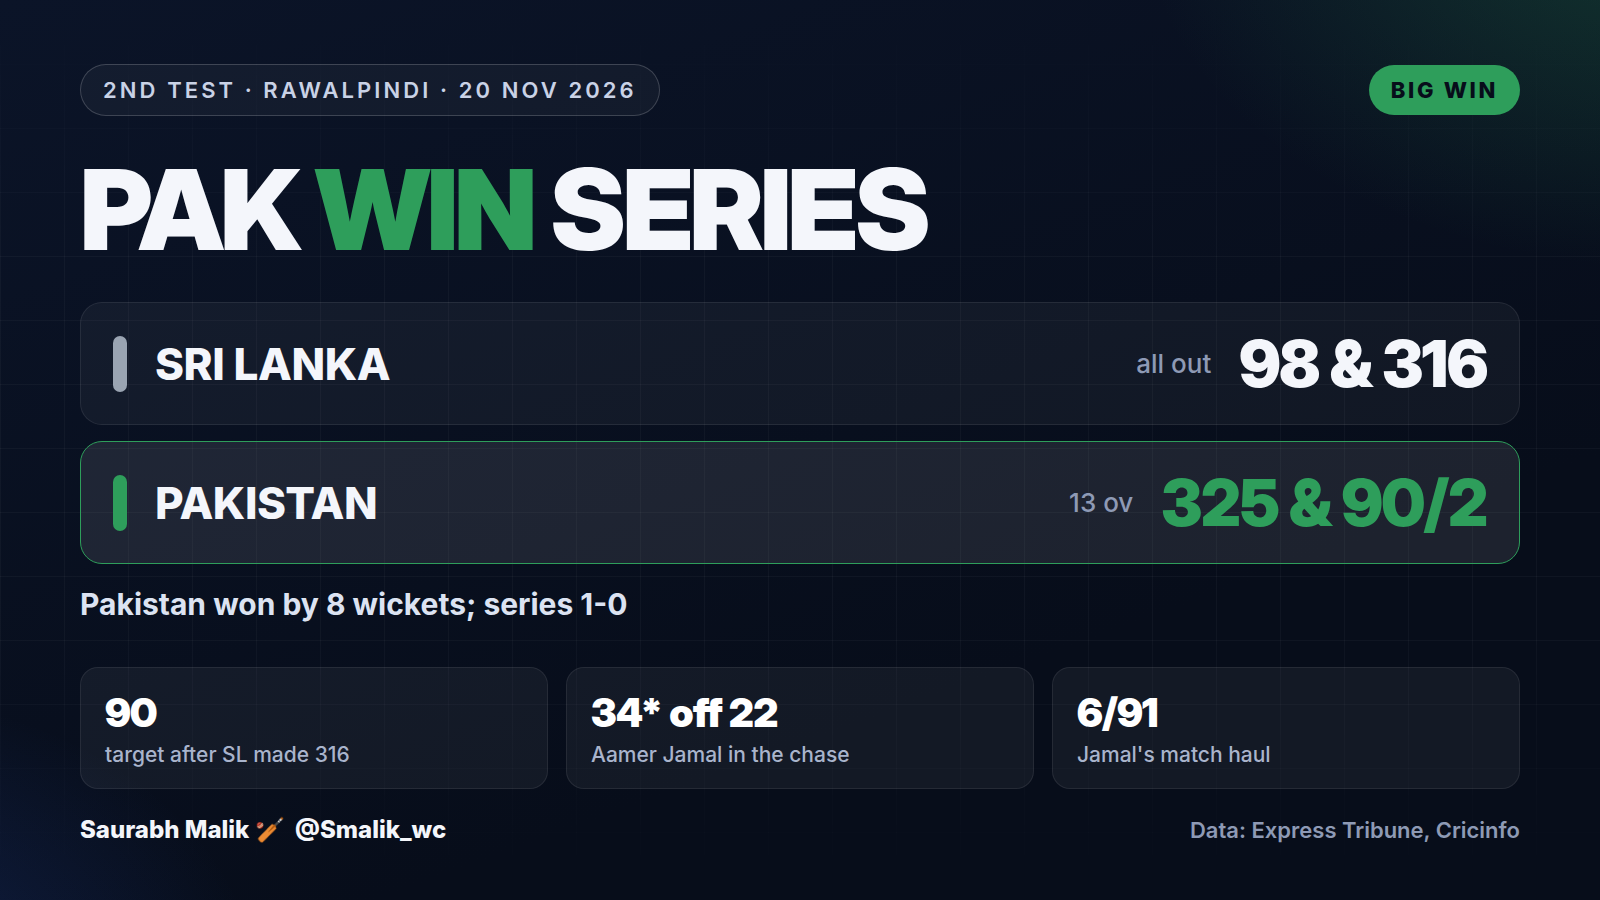 2ND TEST · RAWALPINDI · 20 NOV 2026
BIG WIN
PAK WIN SERIES
SRI LANKA
all out 98 & 316
PAKISTAN
13 ov 325 & 90/2
Pakistan won by 8 wickets; series 1-0
90
target after SL made 316
34* off 22
Aamer Jamal in the chase
6/91
Jamal's match haul
Saurabh Malik 🏏 @Smalik_wc
Data: Express Tribune, Cricinfo